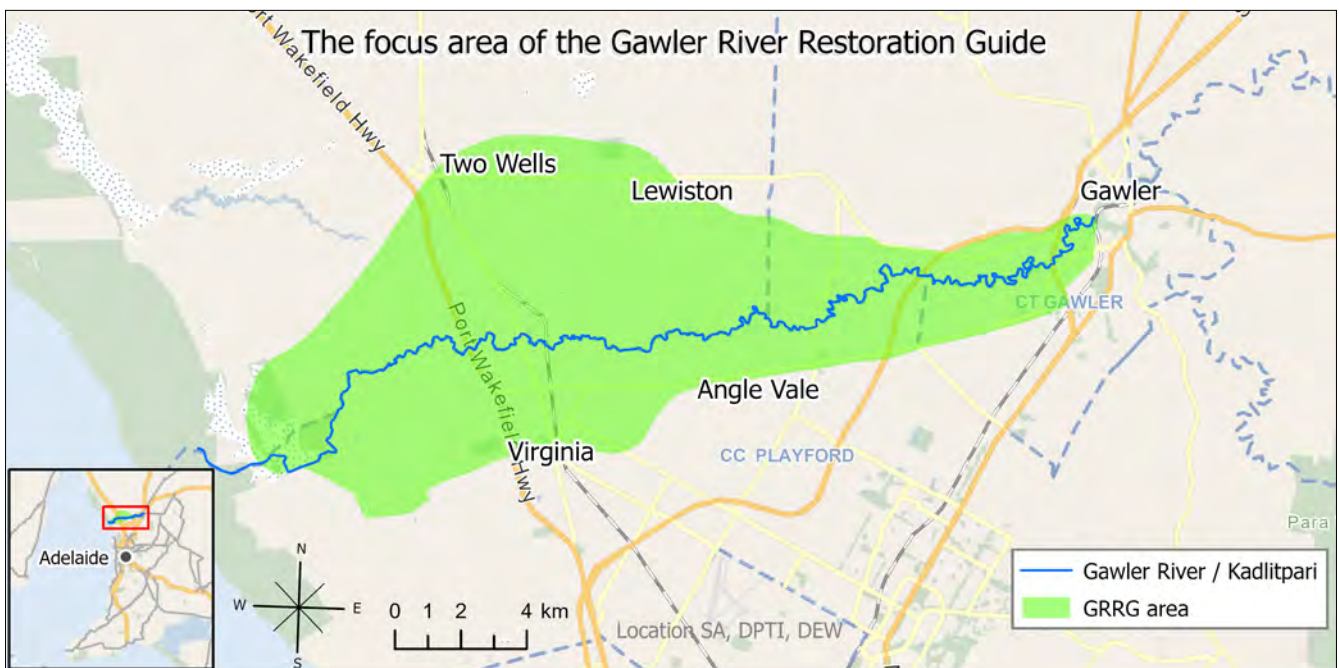 The focus area of the Gawler River Restoration Guide
Port Wakefield Hwy
Two Wells
Lewiston
Gawler
CT GAWLER
Port Wakefield Hwy
Angle Vale
Virginia
CC PLAYFORD
Para
Adelaide
N
W
E
S
0 1 2 4 km
Location SA, DPTI, DEW
Gawler River / Kadlitpari
GRRG area